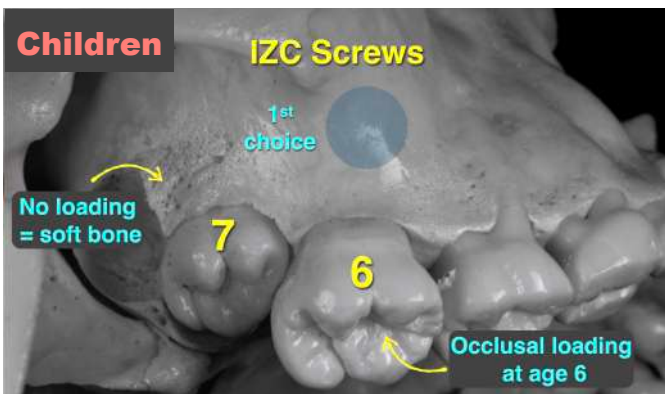 Children
IZC Screws
1st
choice
No loading
= soft bone
7
6
Occlusal loading
at age 6